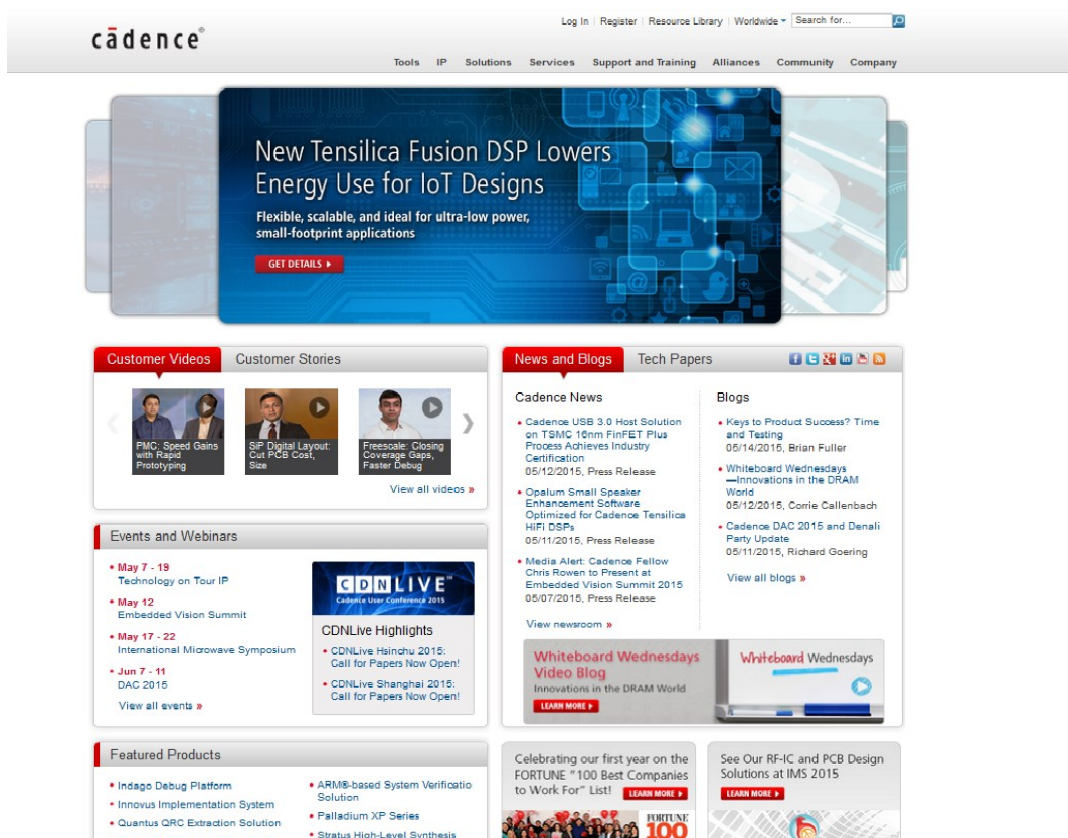 cādence®
Log In | Register | Resource Library | Worldwide
Search for...
Tools IP Solutions Services Support and Training Alliances Community Company
New Tensilica Fusion DSP Lowers
Energy Use for IoT Designs
Flexible, scalable, and ideal for ultra-low power,
small-footprint applications
GET DETAILS
Customer Videos
Customer Stories
PMC: Speed Gains
with Rapid
Prototyping
SiP Digital Layout:
Cut PCB Cost,
Size
Freescale: Closing
Coverage Gaps,
Faster Debug
View all videos »
Events and Webinars
• May 7 - 19
Technology on Tour IP
• May 12
Embedded Vision Summit
• May 17 - 22
International Microwave Symposium
• Jun 7 - 11
DAC 2015
View all events »
CDNLIVE™
Cadence User Conference 2015
CDNLive Highlights
• CDNLive Hsinchu 2015:
Call for Papers Now Open!
• CDNLive Shanghai 2015:
Call for Papers Now Open!
News and Blogs
Tech Papers
Cadence News
• Cadence USB 3.0 Host Solution
on TSMC 16nm FinFET Plus
Process Achieves Industry
Certification
05/12/2015, Press Release
• Opalum Small Speaker
Enhancement Software
Optimized for Cadence Tensilica
HiFi DSPs
05/11/2015, Press Release
• Media Alert: Cadence Fellow
Chris Rowen to Present at
Embedded Vision Summit 2015
05/07/2015, Press Release
View newsroom »
Blogs
• Keys to Product Success? Time
and Testing
05/14/2015, Brian Fuller
• Whiteboard Wednesdays
—Innovations in the DRAM
World
05/12/2015, Corrie Callenbach
• Cadence DAC 2015 and Denali
Party Update
05/11/2015, Richard Goering
View all blogs »
Whiteboard Wednesdays
Video Blog
Innovations in the DRAM World
LEARN MORE
Whiteboard Wednesdays
Featured Products
• Indago Debug Platform
• Innovus Implementation System
• Quantus QRC Extraction Solution
• ARM®-based System Verificatio
Solution
• Palladium XP Series
• Stratus High-Level Synthesis
Celebrating our first year on the
FORTUNE "100 Best Companies
to Work For" List!
LEARN MORE
FORTUNE
100
See Our RF-IC and PCB Design
Solutions at IMS 2015
LEARN MORE